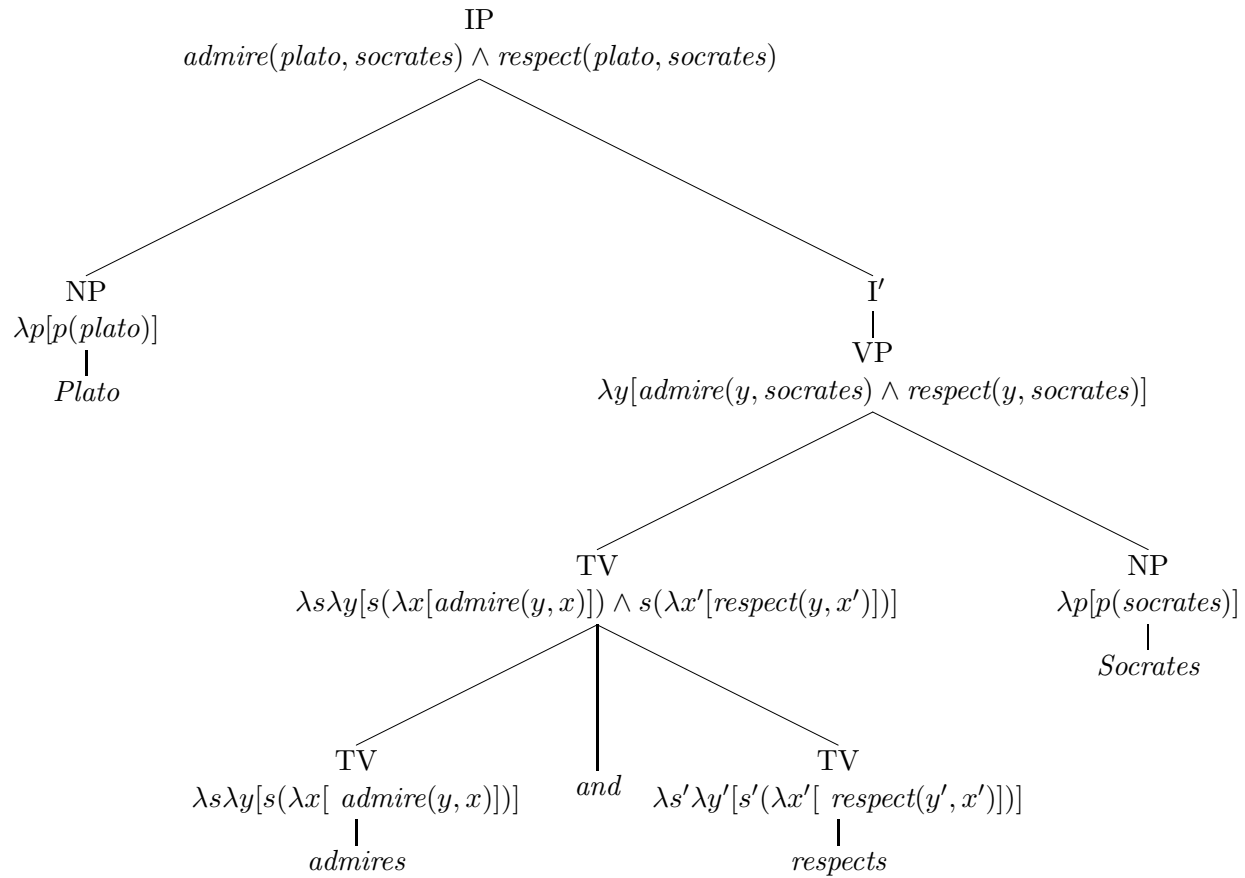 IP
admire(plato, socrates) ∧ respect(plato, socrates)
NP
λp[p(plato)]
Plato
I′
VP
λy[admire(y, socrates) ∧ respect(y, socrates)]
TV
λsλy[s(λx[admire(y, x)]) ∧ s(λx′[respect(y, x′)])]
NP
λp[p(socrates)]
Socrates
TV
λsλy[s(λx[ admire(y, x)])]
admires
and
TV
λs′λy′[s′(λx′[ respect(y′, x′)])]
respects